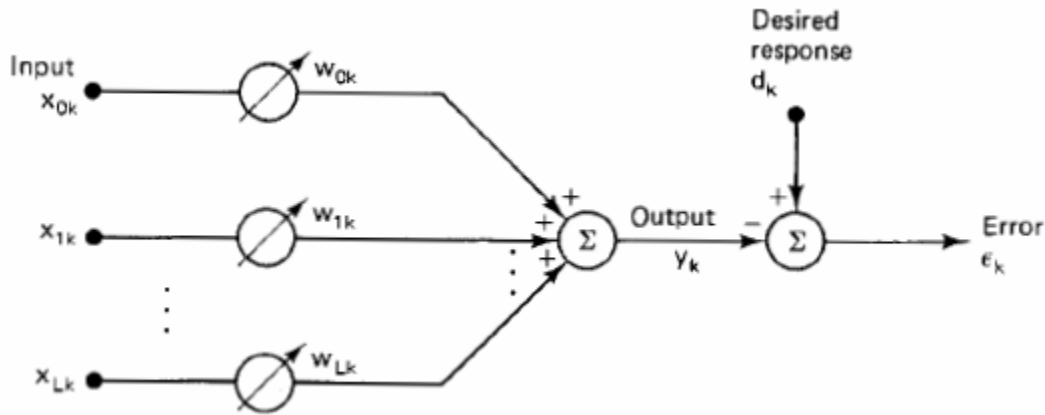 Desired
response
d_k
Input
x_0k
w_0k
+
x_1k
w_1k
+
+
Σ
Output
y_k
−
+
Σ
Error
ϵ_k
x_Lk
w_Lk